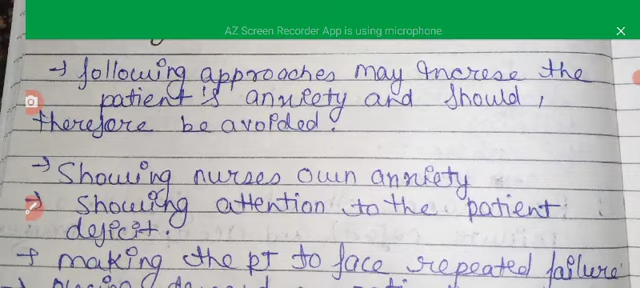 AZ Screen Recorder App is using microphone
→ following approaches may increse the
patient's anxiety and should,
therefore be avoided.
→ Showing nurses own anxiety
→ Showing attention to the patient
deficit.
→ making the PT to face repeated failure